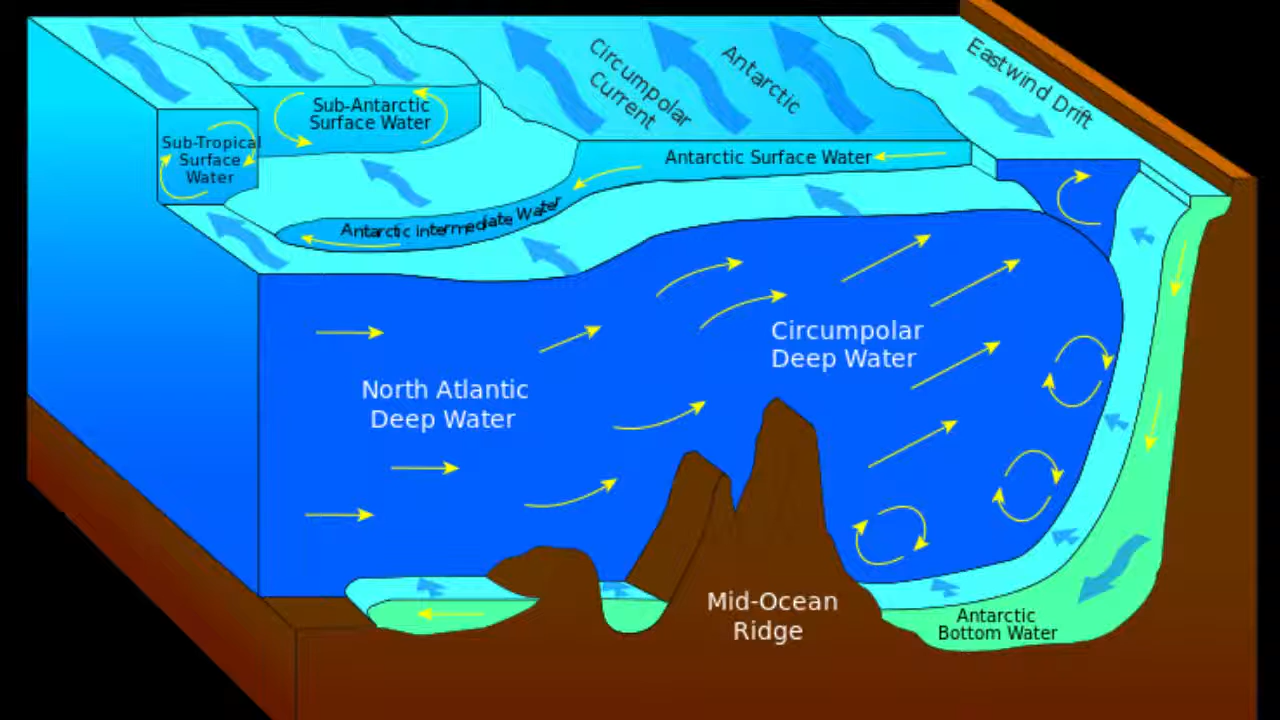 Circumpolar
Current
Antarctic
Eastwind Drift
Sub-Antarctic
Surface Water
Sub-Tropical
Surface
Water
Antarctic Surface Water
Antarctic intermediate Water
Circumpolar
Deep Water
North Atlantic
Deep Water
Mid-Ocean
Ridge
Antarctic
Bottom Water